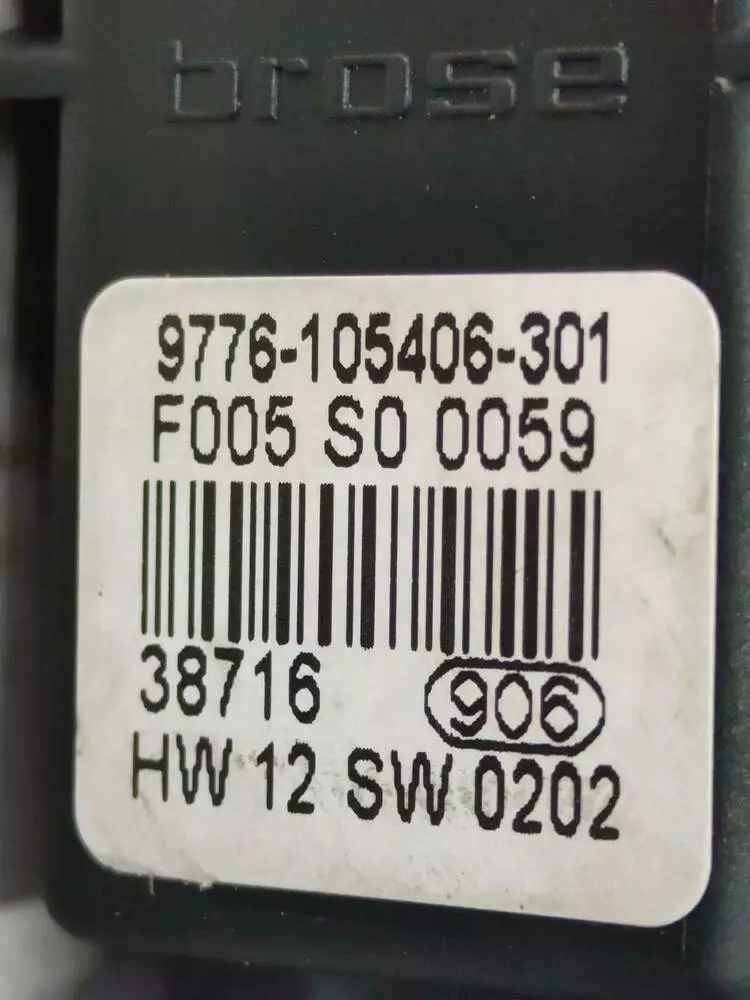 brose
9776-105406-301
F005 S0 0059
38716 906
HW 12 SW 0202